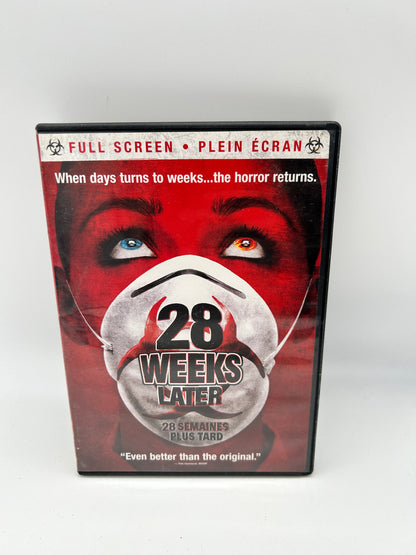 FULL SCREEN • PLEIN ÉCRAN
When days turns to weeks...the horror returns.
28
WEEKS
LATER
28 SEMAINES
PLUS TARD
"Even better than the original."